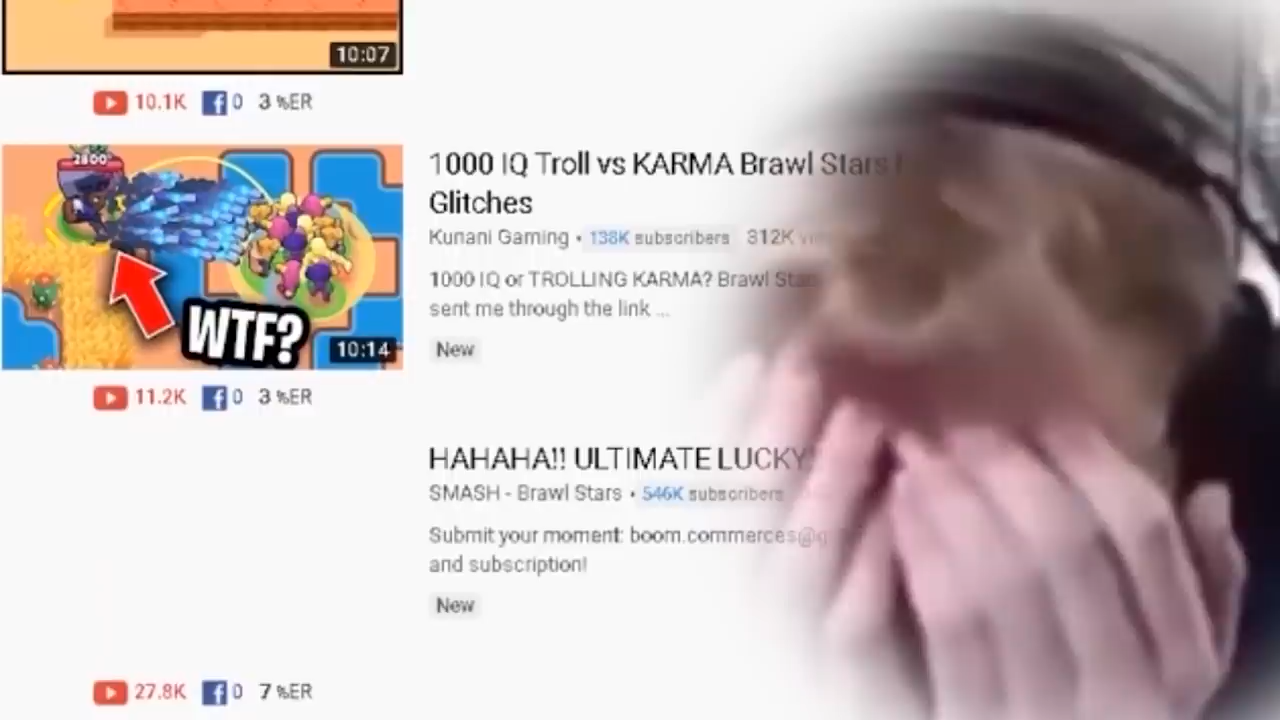 10:07
10.1K 0 3 %ER
2800
WTF?
10:14
1000 IQ Troll vs KARMA Brawl Stars
Glitches
Kunani Gaming • 138K subscribers 312K
1000 IQ or TROLLING KARMA? Brawl Stars
sent me through the link ...
New
11.2K 0 3 %ER
HAHAHA!! ULTIMATE LUCKY
SMASH - Brawl Stars • 546K subscribers
Submit your moment: boom.commerces@g
and subscription!
New
27.8K 0 7 %ER